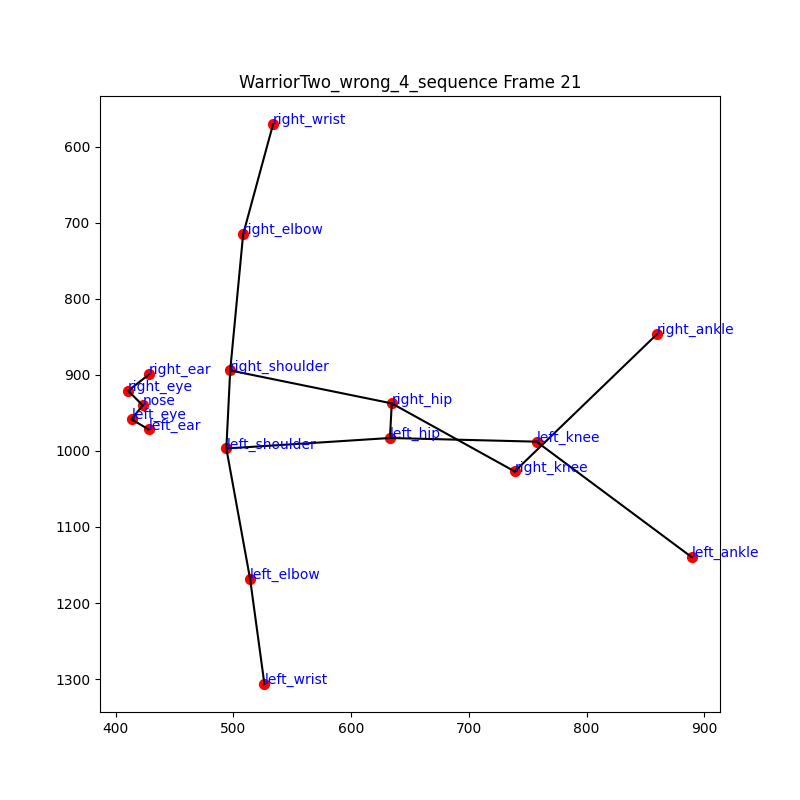 WarriorTwo_wrong_4_sequence Frame 21
right_wrist
600
700
right_elbow
800
right_ankle
900
right_ear
right_shoulder
right_eye
nose
right_hip
left_eye
left_ear
left_hip
left_knee
left_shoulder
1000
right_knee
1100
left_ankle
left_elbow
1200
1300
left_wrist
400 500 600 700 800 900